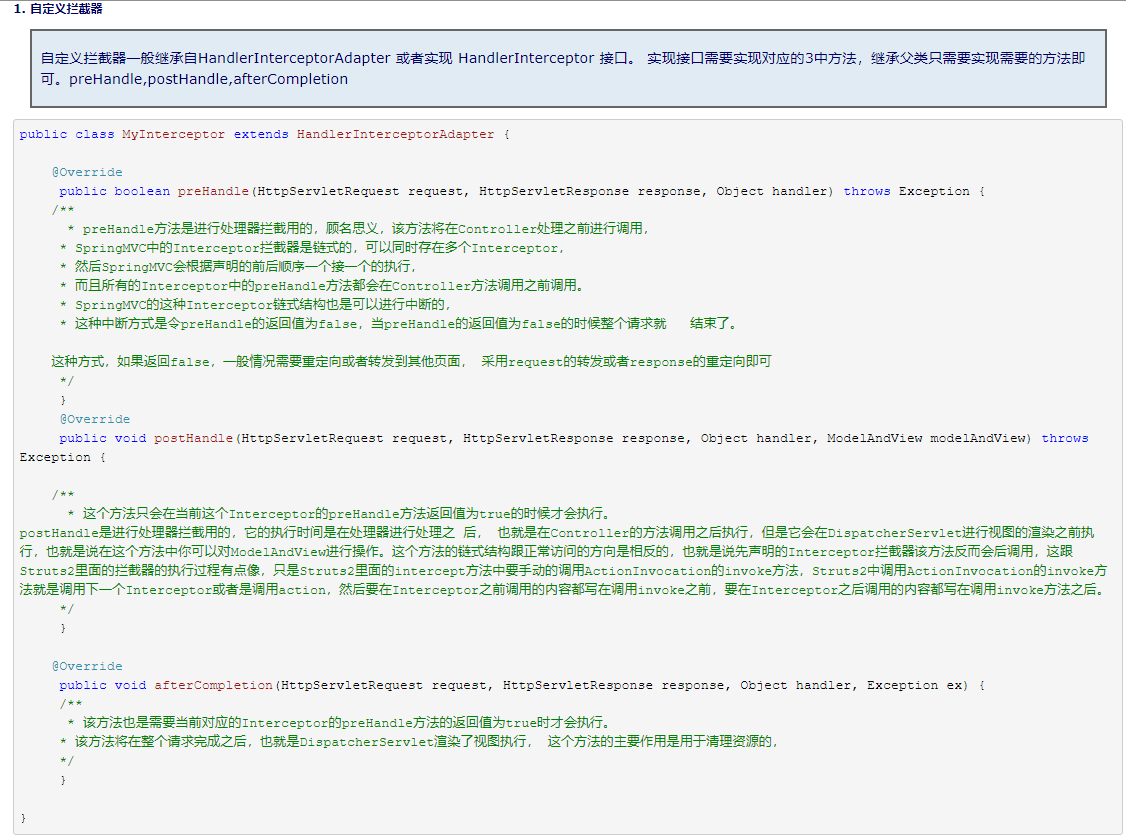 1. 自定义拦截器
自定义拦截器一般继承自HandlerInterceptorAdapter 或者实现 HandlerInterceptor 接口。 实现接口需要实现对应的3中方法，继承父类只需要实现需要的方法即
可。preHandle,postHandle,afterCompletion
public class MyInterceptor extends HandlerInterceptorAdapter {
@Override
public boolean preHandle(HttpServletRequest request, HttpServletResponse response, Object handler) throws Exception {
/**
* preHandle方法是进行处理器拦截用的，顾名思义，该方法将在Controller处理之前进行调用，
* SpringMVC中的Interceptor拦截器是链式的，可以同时存在多个Interceptor，
* 然后SpringMVC会根据声明的前后顺序一个接一个的执行，
* 而且所有的Interceptor中的preHandle方法都会在Controller方法调用之前调用。
* SpringMVC的这种Interceptor链式结构也是可以进行中断的，
* 这种中断方式是令preHandle的返回值为false，当preHandle的返回值为false的时候整个请求就 结束了。
这种方式，如果返回false，一般情况需要重定向或者转发到其他页面， 采用request的转发或者response的重定向即可
*/
}
@Override
public void postHandle(HttpServletRequest request, HttpServletResponse response, Object handler, ModelAndView modelAndView) throws
Exception {
/**
* 这个方法只会在当前这个Interceptor的preHandle方法返回值为true的时候才会执行。
postHandle是进行处理器拦截用的，它的执行时间是在处理器进行处理之 后， 也就是在Controller的方法调用之后执行，但是它会在DispatcherServlet进行视图的渲染之前执
行，也就是说在这个方法中你可以对ModelAndView进行操作。这个方法的链式结构跟正常访问的方向是相反的，也就是说先声明的Interceptor拦截器该方法反而会后调用，这跟
Struts2里面的拦截器的执行过程有点像，只是Struts2里面的intercept方法中要手动的调用ActionInvocation的invoke方法，Struts2中调用ActionInvocation的invoke方
法就是调用下一个Interceptor或者是调用action，然后要在Interceptor之前调用的内容都写在调用invoke之前，要在Interceptor之后调用的内容都写在调用invoke方法之后。
*/
}
@Override
public void afterCompletion(HttpServletRequest request, HttpServletResponse response, Object handler, Exception ex) {
/**
* 该方法也是需要当前对应的Interceptor的preHandle方法的返回值为true时才会执行。
* 该方法将在整个请求完成之后，也就是DispatcherServlet渲染了视图执行， 这个方法的主要作用是用于清理资源的，
*/
}
}